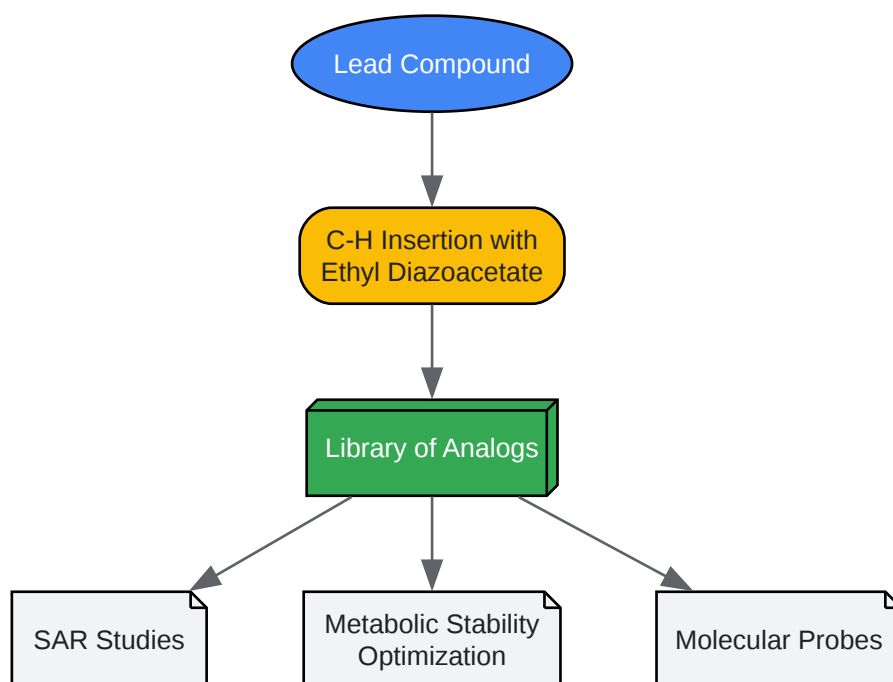 Lead Compound
C-H Insertion with
Ethyl Diazoacetate
Library of Analogs
SAR Studies
Metabolic Stability
Optimization
Molecular Probes